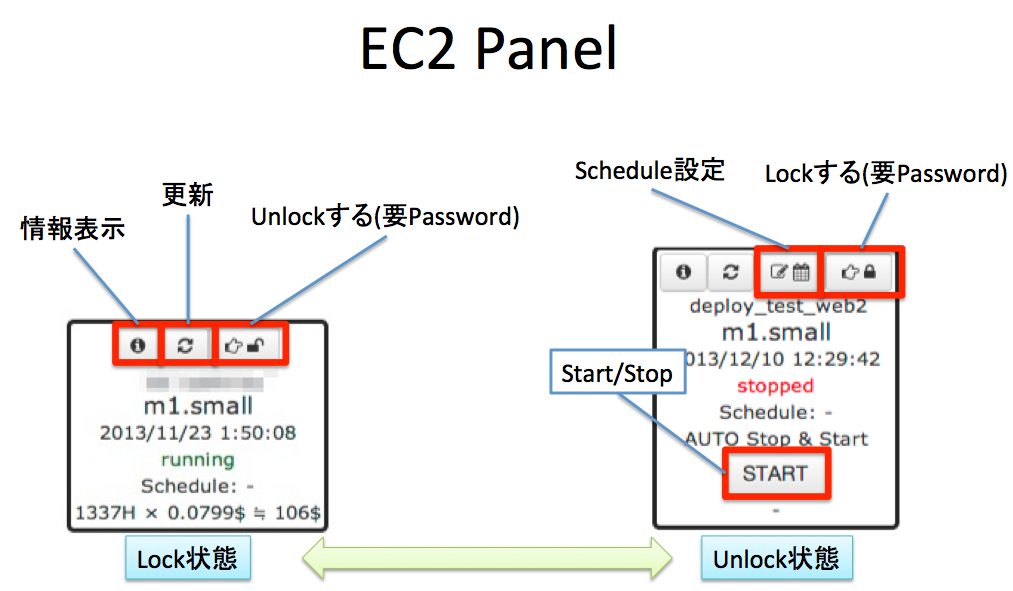 EC2 Panel
情報表示
更新
Unlockする(要Password)
Schedule設定
Lockする(要Password)
m1.small
2013/11/23 1:50:08
running
Schedule: -
1337H × 0.0799$ ≒ 106$
Lock状態
deploy_test_web2
m1.small
013/12/10 12:29:42
stopped
Schedule: -
AUTO Stop & Start
START
-
Start/Stop
Unlock状態